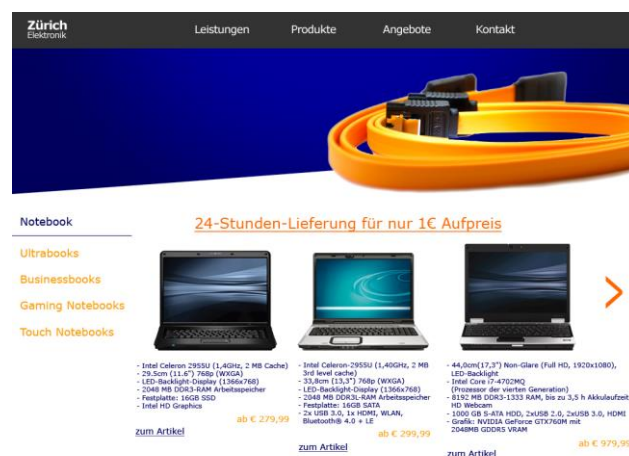 Zürich
Elektronik
Leistungen
Produkte
Angebote
Kontakt
Notebook
Ultrabooks
Businessbooks
Gaming Notebooks
Touch Notebooks
24-Stunden-Lieferung für nur 1€ Aufpreis
- Intel Celeron 2955U (1,4GHz, 2 MB Cache)
- 29.5cm (11.6") 768p (WXGA)
- LED-Backlight-Display (1366x768)
- 2048 MB DDR3-RAM Arbeitsspeicher
- Festplatte: 16GB SSD
- Intel HD Graphics
ab € 279,99
zum Artikel
- Intel Celeron-2955U (1,4GHz, 2 MB
3rd level cache)
- 33,8cm (13,3") 768p (WXGA)
- LED-Backlight-Display (1366x768)
- 2048 MB DDR3L-RAM Arbeitsspeicher
- Festplatte: 16GB SATA
- 2x USB 3.0, 1x HDMI, WLAN,
Bluetooth® 4.0 + LE
ab € 299,99
zum Artikel
- 44,0cm(17,3") Non-Glare (Full HD, 1920x1080),
LED-Backlight
- Intel Core i7-4702MQ
(Prozessor der vierten Generation)
- 8192 MB DDR3-1333 RAM, bis zu 3,5 h Akkulaufzeit
HD Webcam
- 1000 GB S-ATA HDD, 2xUSB 2.0, 2xUSB 3.0, HDMI
- Grafik: NVIDIA GeForce GTX760M mit
2048MB GDDR5 VRAM
ab € 979,99
zum Artikel